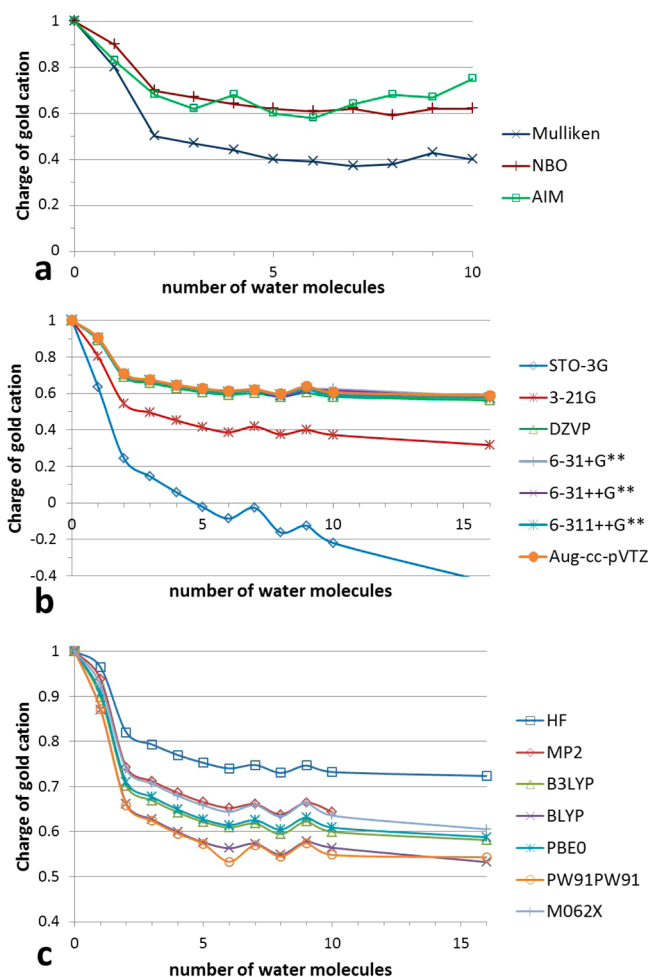 1
0.8
0.6
0.4
0.2
0
Charge of gold cation
0 5 10
number of water molecules
a
Mulliken
NBO
AIM
1
0.8
0.6
0.4
0.2
0
-0.2
-0.4
Charge of gold cation
0 5 10 15
number of water molecules
b
STO-3G
3-21G
DZVP
6-31+G**
6-31++G**
6-311++G**
Aug-cc-pVTZ
1
0.9
0.8
0.7
0.6
0.5
0.4
Charge of gold cation
0 5 10 15
number of water molecules
c
HF
MP2
B3LYP
BLYP
PBE0
PW91PW91
M062X